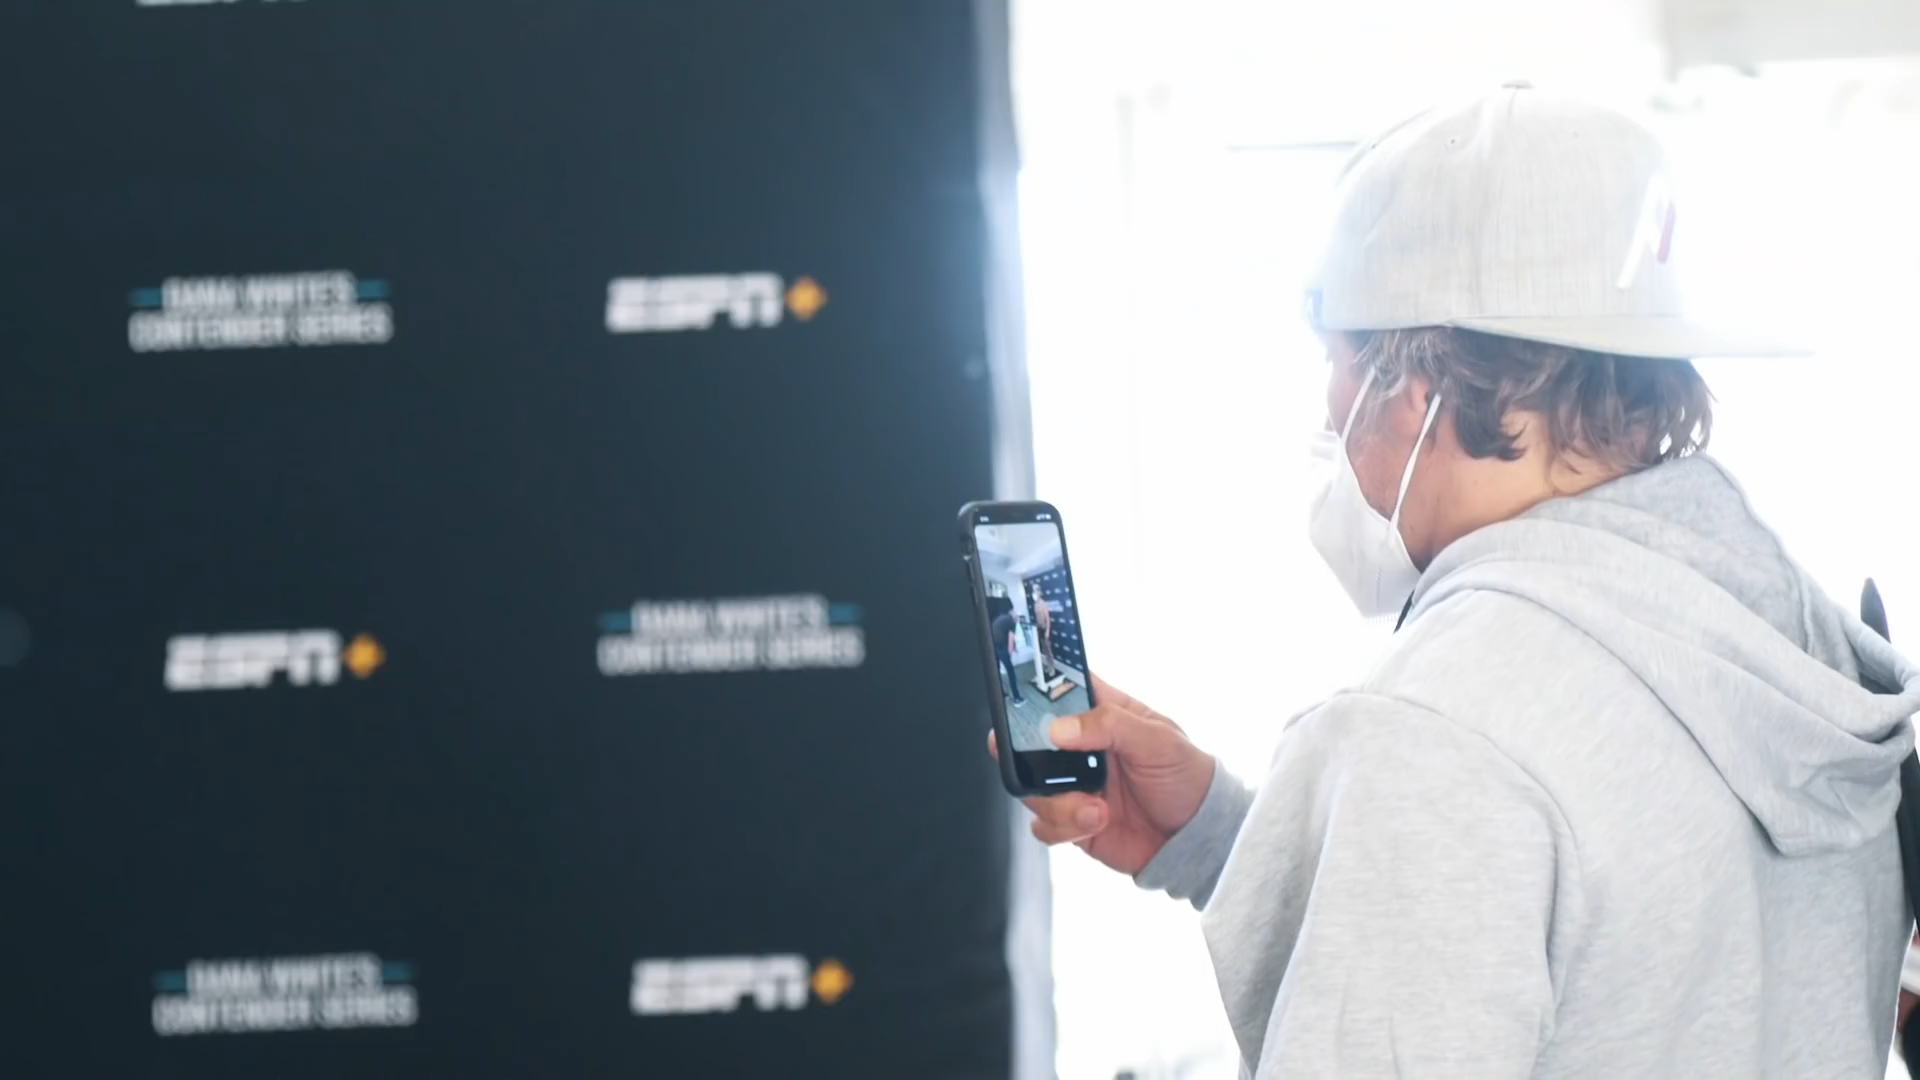 DANA WHITE'S
CONTENDER SERIES
ESPN+
ESPN+
DANA WHITE'S
CONTENDER SERIES
DANA WHITE'S
CONTENDER SERIES
ESPN+